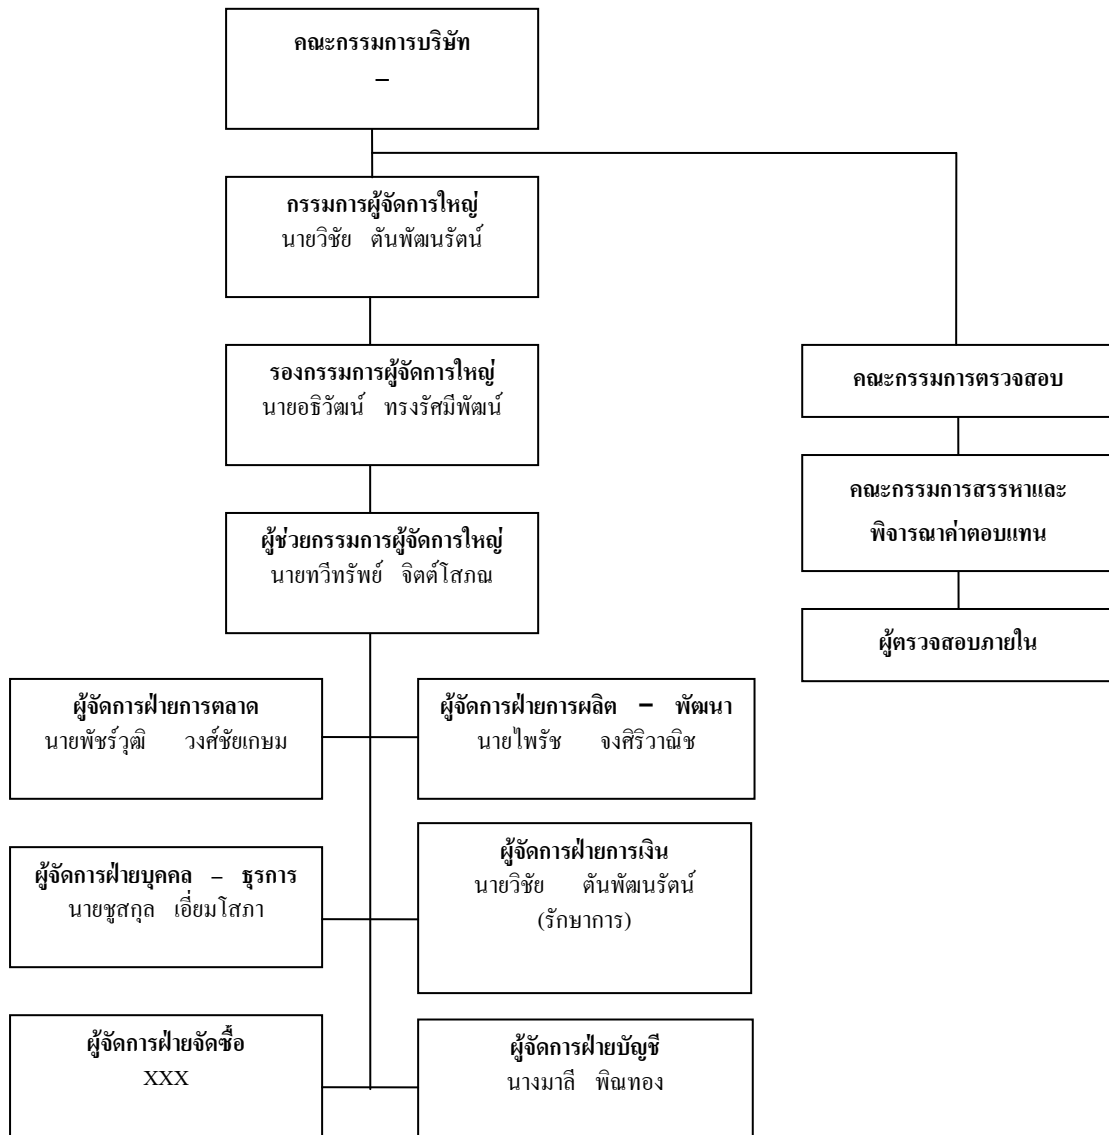 คณะกรรมการบริษัท
–
กรรมการผู้จัดการใหญ่
นายวิชัย ตันพัฒนรัตน์
รองกรรมการผู้จัดการใหญ่
นายอธิวัฒน์ ทรงรัศมีพัฒน์
ผู้ช่วยกรรมการผู้จัดการใหญ่
นายทวีทรัพย์ จิตต์โสภณ
คณะกรรมการตรวจสอบ
คณะกรรมการสรรหาและ
พิจารณาค่าตอบแทน
ผู้ตรวจสอบภายใน
ผู้จัดการฝ่ายการตลาด
นายพัชร์วุฒิ วงศ์ชัยเกษม
ผู้จัดการฝ่ายการผลิต – พัฒนา
นายไพรัช จงศิริวาณิช
ผู้จัดการฝ่ายบุคคล – ธุรการ
นายชูสกุล เอี่ยมโสภา
ผู้จัดการฝ่ายการเงิน
นายวิชัย ตันพัฒนรัตน์
(รักษาการ)
ผู้จัดการฝ่ายจัดซื้อ
XXX
ผู้จัดการฝ่ายบัญชี
นางมาลี พิณทอง